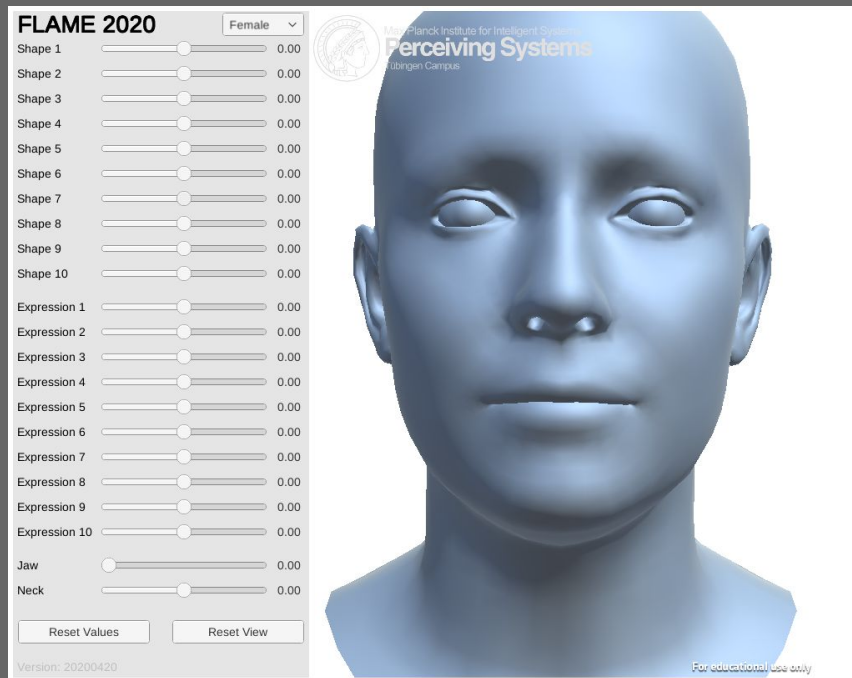 FLAME 2020
Female
Shape 1 0.00
Shape 2 0.00
Shape 3 0.00
Shape 4 0.00
Shape 5 0.00
Shape 6 0.00
Shape 7 0.00
Shape 8 0.00
Shape 9 0.00
Shape 10 0.00
Expression 1 0.00
Expression 2 0.00
Expression 3 0.00
Expression 4 0.00
Expression 5 0.00
Expression 6 0.00
Expression 7 0.00
Expression 8 0.00
Expression 9 0.00
Expression 10 0.00
Jaw 0.00
Neck 0.00
Reset Values Reset View
Version: 20200420
Max Planck Institute for Intelligent Systems
Perceiving Systems
Tübingen Campus
For educational use only